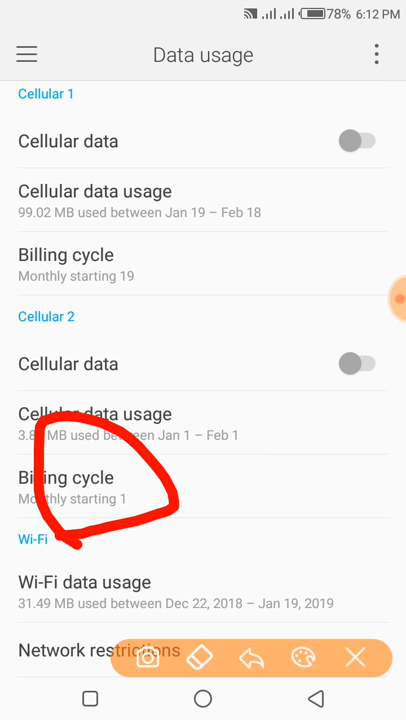 78% 6:12 PM
Data usage
Cellular 1
Cellular data
Cellular data usage
99.02 MB used between Jan 19 – Feb 18
Billing cycle
Monthly starting 19
Cellular 2
Cellular data
Cellular data usage
MB used between Jan 1 – Feb 1
Billing cycle
Monthly starting 1
Wi-Fi
Wi-Fi data usage
31.49 MB used between Dec 22, 2018 – Jan 19, 2019
Network restrictions